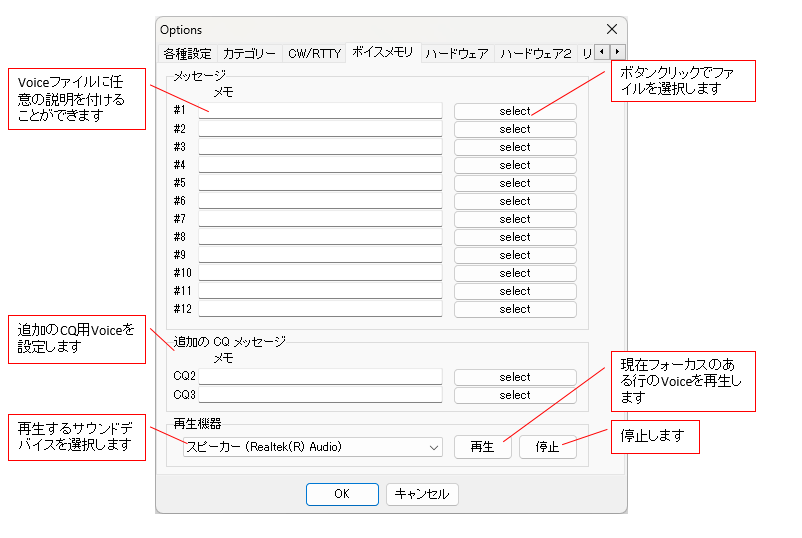 Options
各種設定 カテゴリー CW/RTTY ボイスメモリ ハードウェア ハードウェア2 リ
Voiceファイルに任
意の説明を付ける
ことができます
ボタンクリックでファ
イルを選択します
メッセージ
メモ
#1 select
#2 select
#3 select
#4 select
#5 select
#6 select
#7 select
#8 select
#9 select
#10 select
#11 select
#12 select
追加のCQ用Voiceを
設定します
追加の CQ メッセージ
メモ
CQ2 select
CQ3 select
現在フォーカスのあ
る行のVoiceを再生し
ます
再生するサウンドデ
バイスを選択します
再生機器
スピーカー (Realtek(R) Audio) 再生 停止
停止します
OK キャンセル